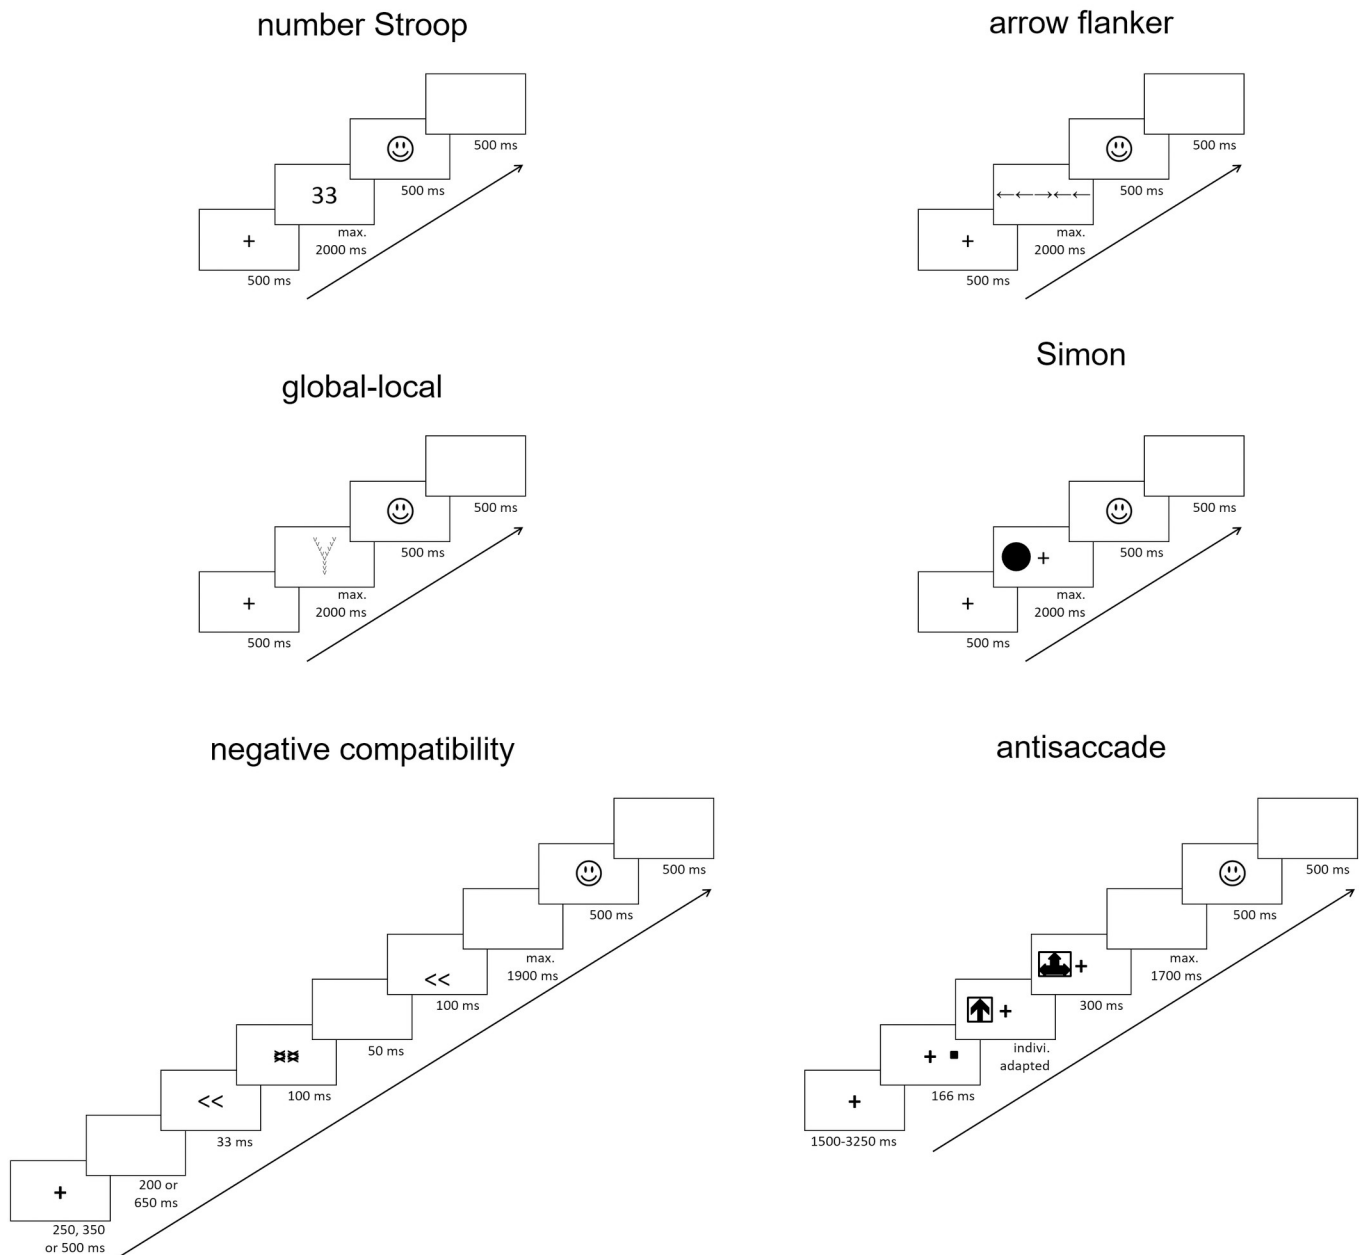 number Stroop
500 ms
500 ms
33
max.
2000 ms
+
500 ms
arrow flanker
500 ms
500 ms
←←→←←
max.
2000 ms
+
500 ms
global-local
500 ms
500 ms
max.
2000 ms
+
500 ms
Simon
500 ms
500 ms
+
max.
2000 ms
+
500 ms
negative compatibility
500 ms
500 ms
max.
1900 ms
<<
100 ms
50 ms
100 ms
<<
33 ms
200 or
650 ms
+
250, 350
or 500 ms
antisaccade
500 ms
500 ms
max.
1700 ms
+
300 ms
+
indivi.
adapted
+
166 ms
+
1500-3250 ms